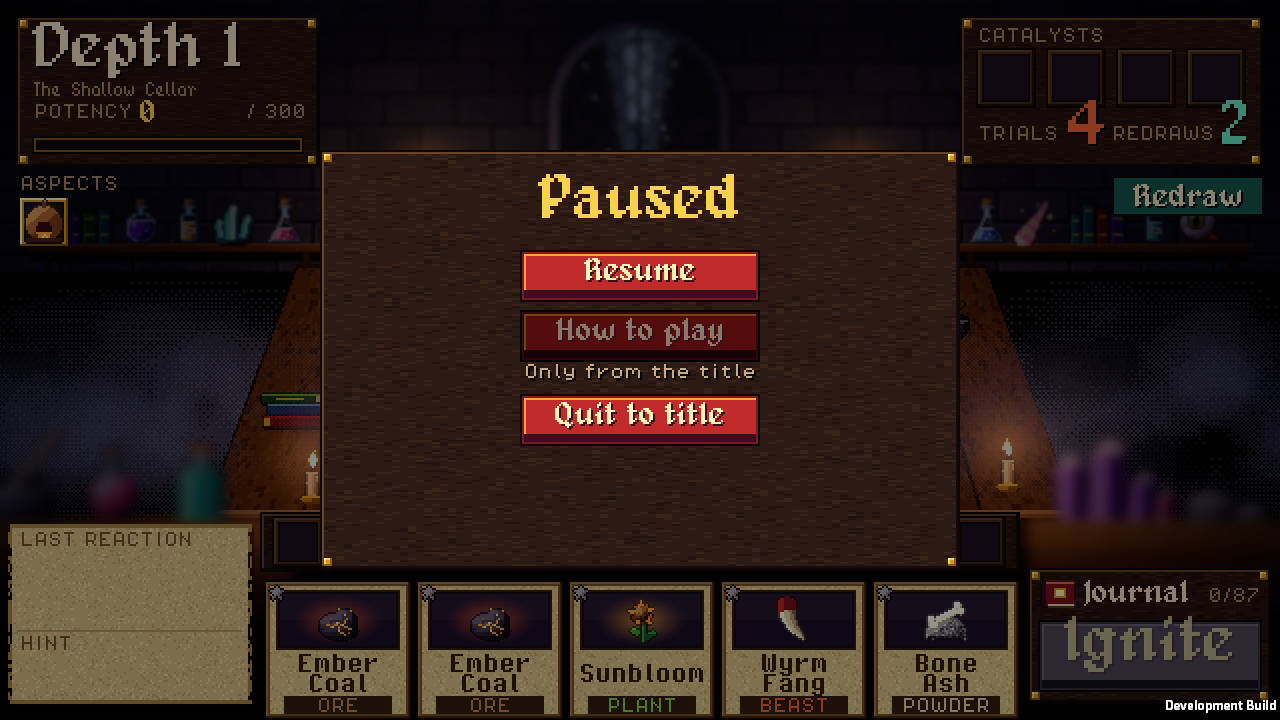 Depth 1
The Shallow Cellar
POTENCY 0 / 300
ASPECTS
CATALYSTS
TRIALS 4 REDRAWS 2
Redraw
Paused
Resume
How to play
Only from the title
Quit to title
LAST REACTION
HINT
Ember
Coal
ORE
Ember
Coal
ORE
Sunbloom
PLANT
Wyrm
Fang
BEAST
Bone
Ash
POWDER
Journal 0/87
Ignite
Development Build